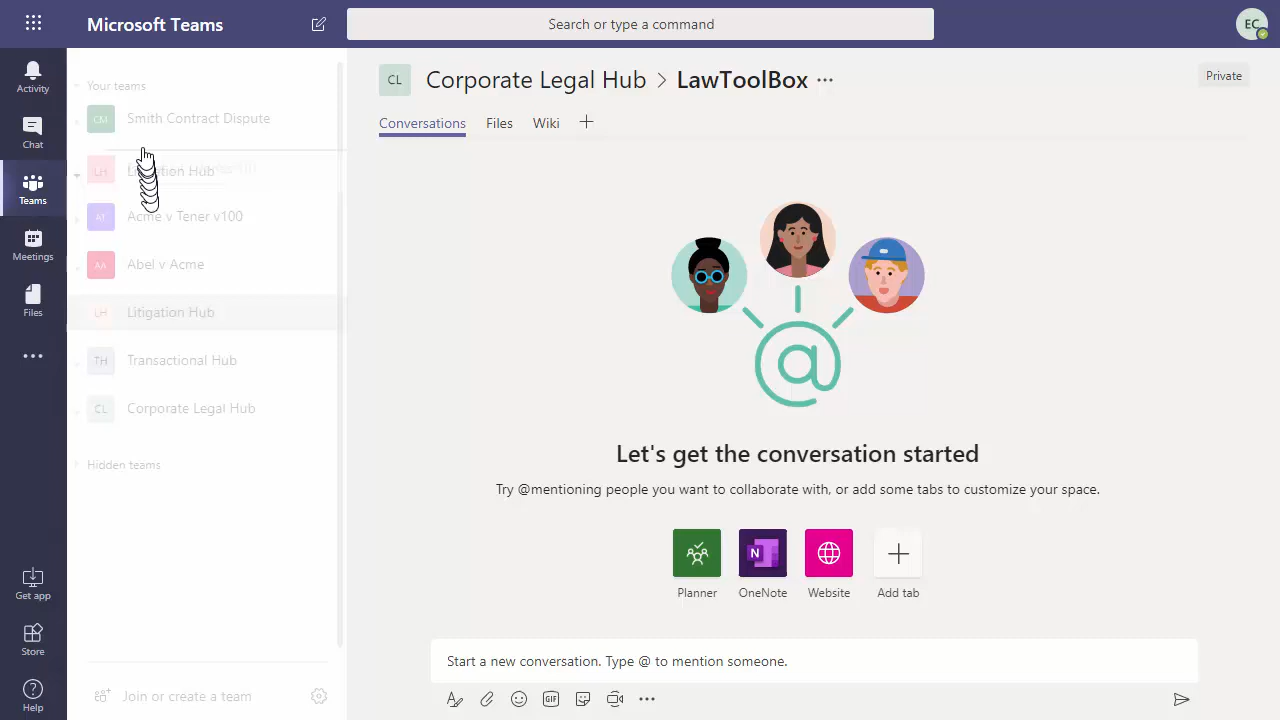 Microsoft Teams
Search or type a command
EC
Activity
Chat
Teams
Meetings
Files
Get app
Store
Help
Your teams
CM Smith Contract Dispute
LH Litigation Hub
AT Acme v Tener v100
AA Abel v Acme
LH Litigation Hub
TH Transactional Hub
CL Corporate Legal Hub
Hidden teams
Join or create a team
CL Corporate Legal Hub > LawToolBox ...
Private
Conversations Files Wiki +
@
Let's get the conversation started
Try @mentioning people you want to collaborate with, or add some tabs to customize your space.
N
Planner OneNote Website Add tab
Start a new conversation. Type @ to mention someone.
GIF